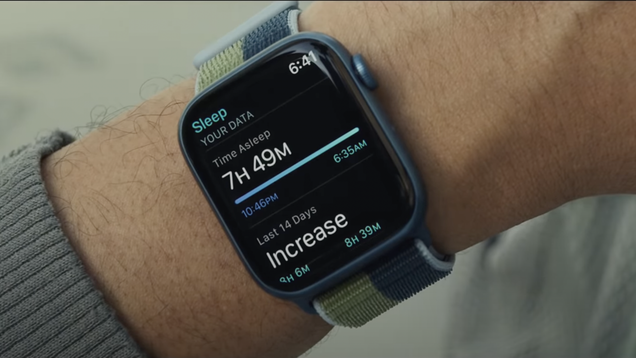 6:41
Sleep
YOUR DATA
Time Asleep
7H 49M
10:46PM 6:35AM
Last 14 Days
Increase
8H 6M 8H 39M